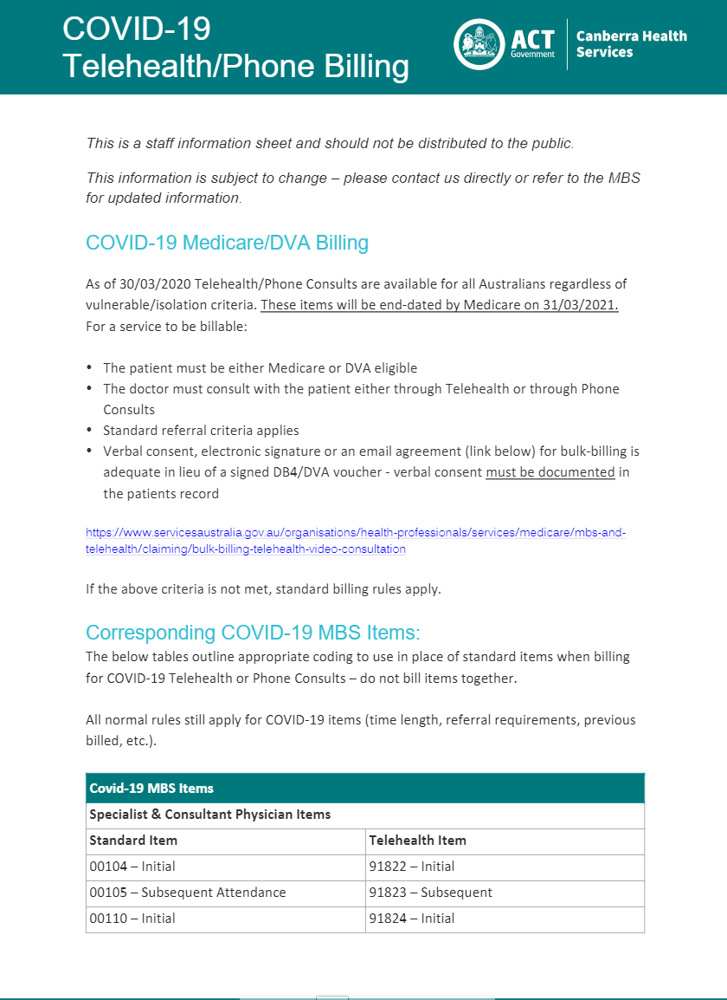 COVID-19
Telehealth/Phone Billing
ACT
Government
Canberra Health
Services
This is a staff information sheet and should not be distributed to the public.
This information is subject to change – please contact us directly or refer to the MBS
for updated information.
COVID-19 Medicare/DVA Billing
As of 30/03/2020 Telehealth/Phone Consults are available for all Australians regardless of
vulnerable/isolation criteria. These items will be end-dated by Medicare on 31/03/2021.
For a service to be billable:
• The patient must be either Medicare or DVA eligible
• The doctor must consult with the patient either through Telehealth or through Phone
Consults
• Standard referral criteria applies
• Verbal consent, electronic signature or an email agreement (link below) for bulk-billing is
adequate in lieu of a signed DB4/DVA voucher - verbal consent must be documented in
the patients record
https://www.servicesaustralia.gov.au/organisations/health-professionals/services/medicare/mbs-and-
telehealth/claiming/bulk-billing-telehealth-video-consultation
If the above criteria is not met, standard billing rules apply.
Corresponding COVID-19 MBS Items:
The below tables outline appropriate coding to use in place of standard items when billing
for COVID-19 Telehealth or Phone Consults – do not bill items together.
All normal rules still apply for COVID-19 items (time length, referral requirements, previous
billed, etc.).
Covid-19 MBS Items
Specialist & Consultant Physician Items
Standard Item Telehealth Item
00104 – Initial 91822 – Initial
00105 – Subsequent Attendance 91823 – Subsequent
00110 – Initial 91824 – Initial